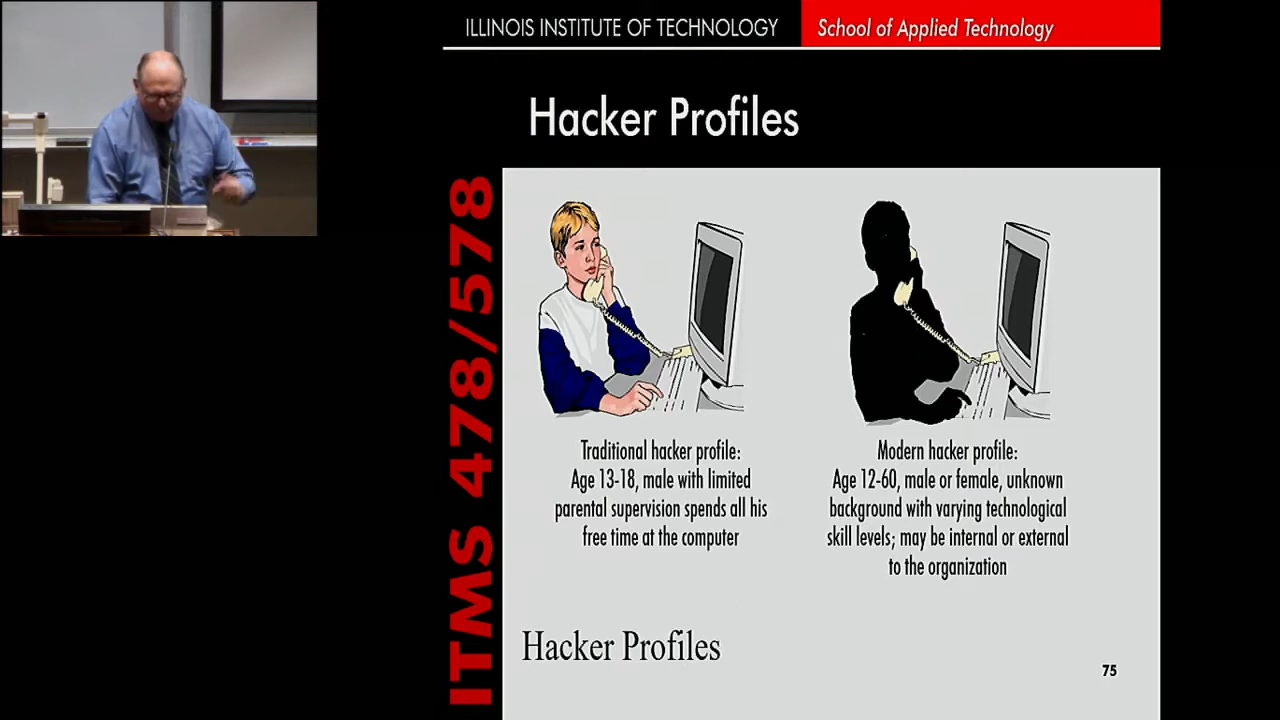 ILLINOIS INSTITUTE OF TECHNOLOGY School of Applied Technology
Hacker Profiles
ITMS 478/578
Traditional hacker profile:
Age 13-18, male with limited
parental supervision spends all his
free time at the computer
Modern hacker profile:
Age 12-60, male or female, unknown
background with varying technological
skill levels; may be internal or external
to the organization
Hacker Profiles
75